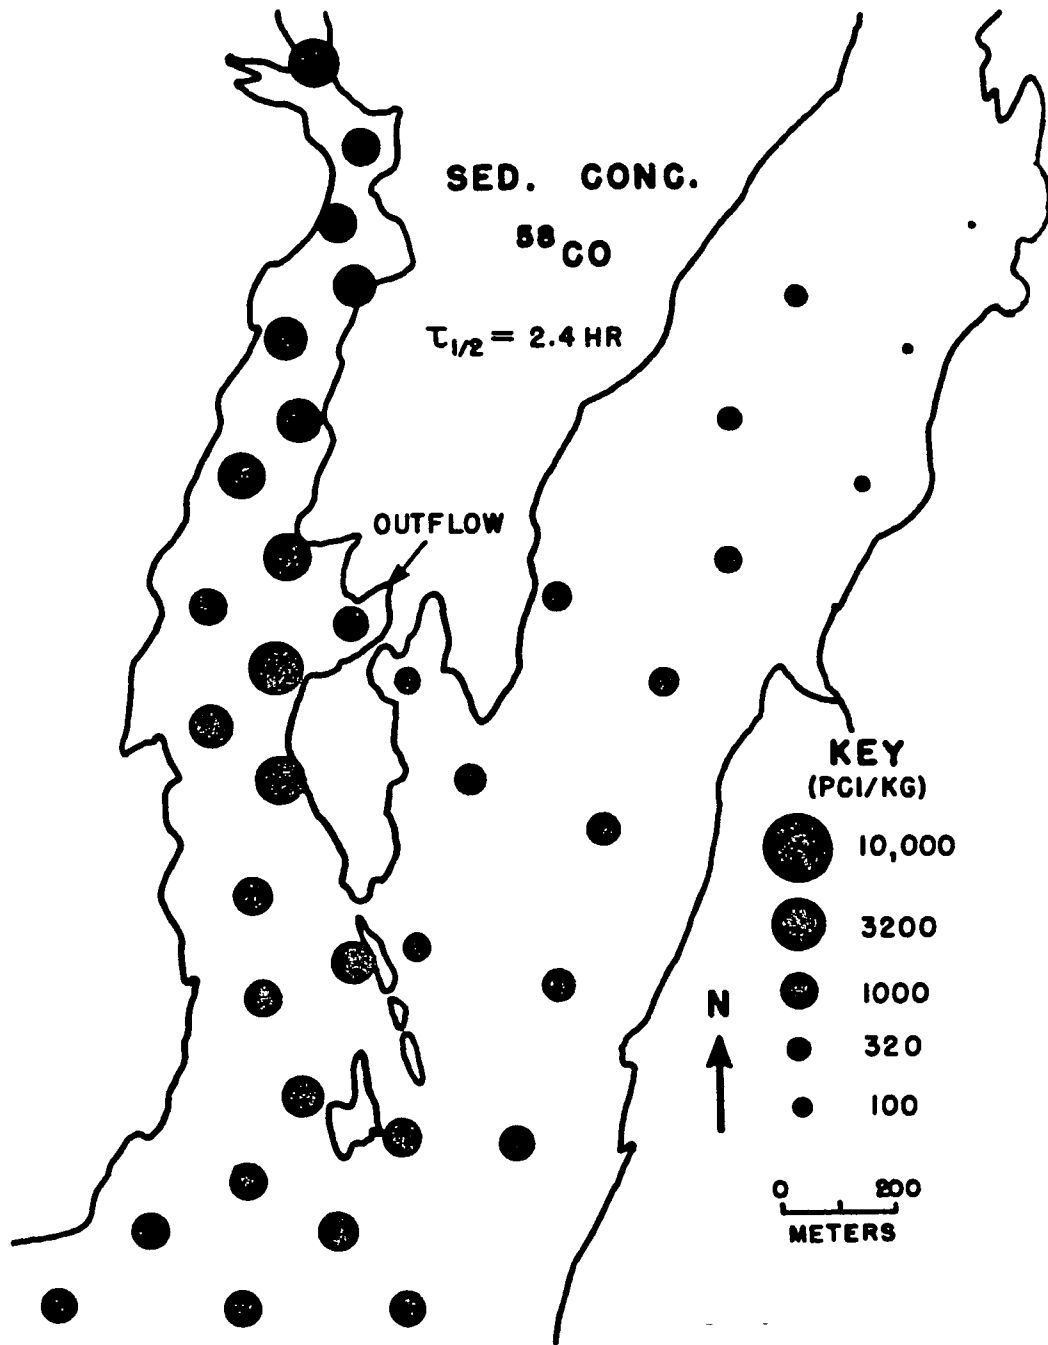 SED. CONC.
58CO
τ1/2 = 2.4 HR
OUTFLOW
KEY
(PCI/KG)
10,000
3200
1000
320
100
N
0 200
METERS